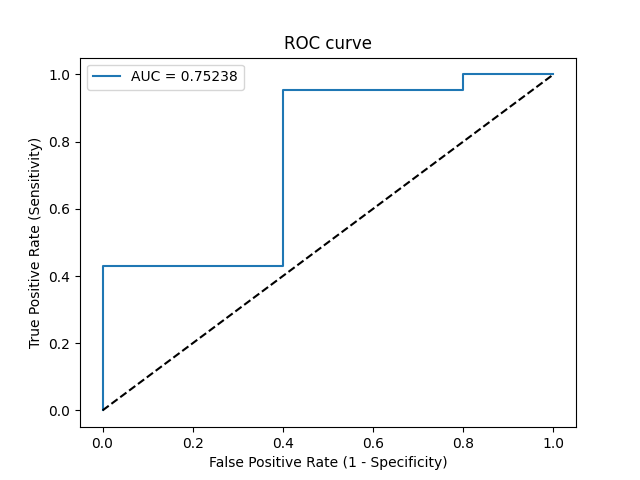 ROC curve
AUC = 0.75238
True Positive Rate (Sensitivity)
1.0
0.8
0.6
0.4
0.2
0.0
0.0 0.2 0.4 0.6 0.8 1.0
False Positive Rate (1 - Specificity)